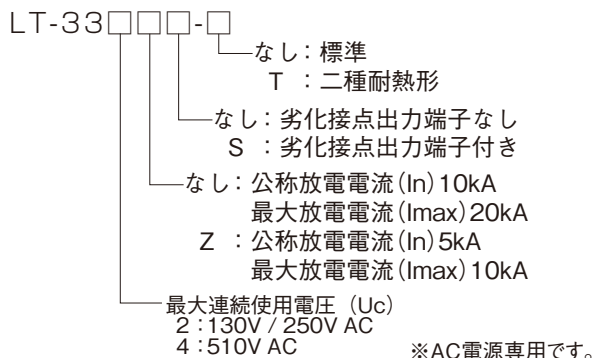 LT-33□□□-□
なし：標準
T ：二種耐熱形
なし：劣化接点出力端子なし
S ：劣化接点出力端子付き
なし：公称放電電流(In)10kA
最大放電電流(Imax)20kA
Z ：公称放電電流(In)5kA
最大放電電流(Imax)10kA
最大連続使用電圧（Uc）
2：130V / 250V AC
4：510V AC
※AC電源専用です。